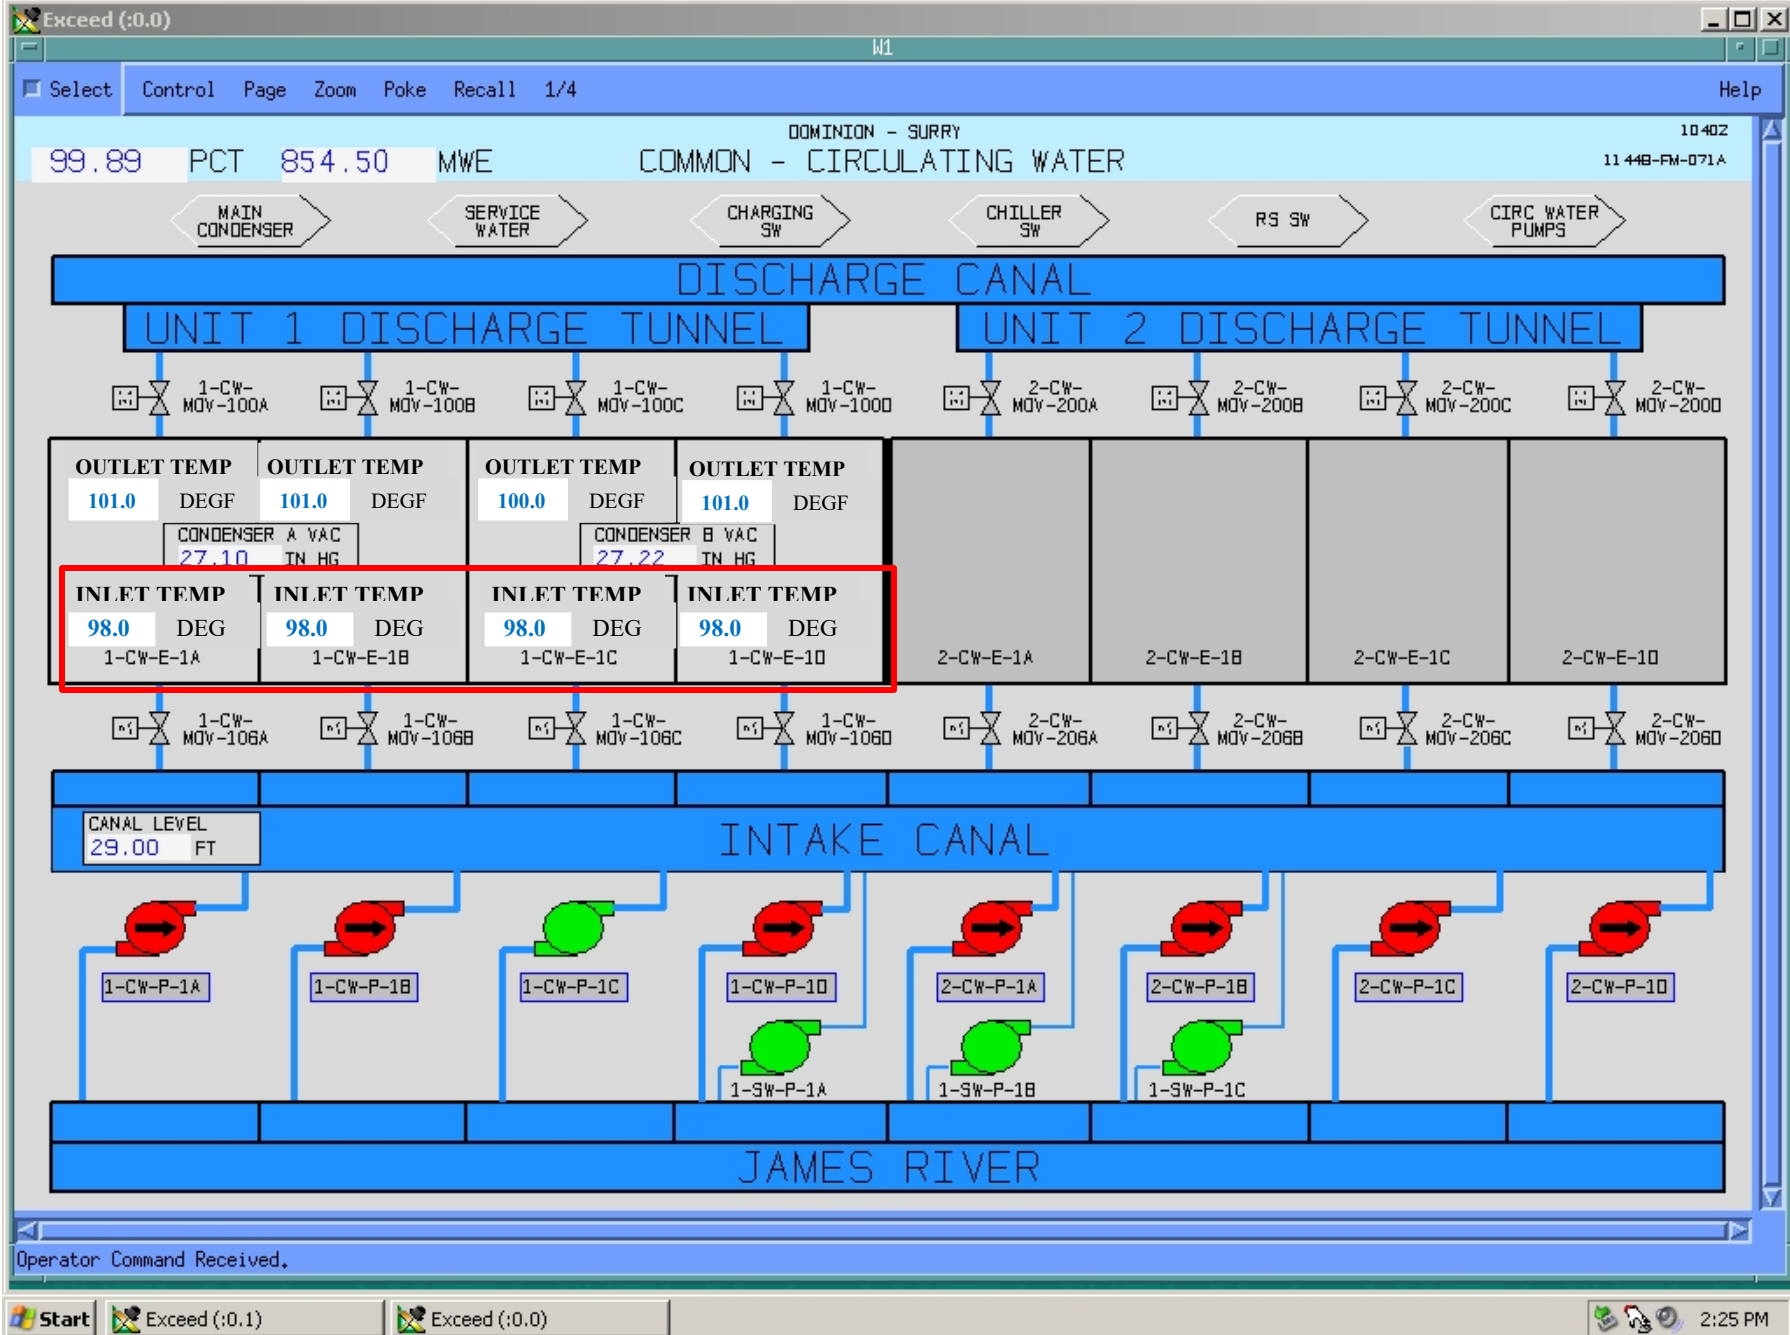 Exceed (:0.0)
W1
Select Control Page Zoom Poke Recall 1/4 Help
DOMINION - SURRY 10402
99.89 PCT 854.50 MWE COMMON - CIRCULATING WATER 11448-FM-071A
MAIN CONDENSER
SERVICE WATER
CHARGING SW
CHILLER SW
RS SW
CIRC WATER PUMPS
DISCHARGE CANAL
UNIT 1 DISCHARGE TUNNEL UNIT 2 DISCHARGE TUNNEL
1-CW-MOV-100A
1-CW-MOV-100B
1-CW-MOV-100C
1-CW-MOV-100D
2-CW-MOV-200A
2-CW-MOV-200B
2-CW-MOV-200C
2-CW-MOV-200D
OUTLET TEMP OUTLET TEMP OUTLET TEMP OUTLET TEMP
101.0 DEGF 101.0 DEGF 100.0 DEGF 101.0 DEGF
CONDENSER A VAC CONDENSER B VAC
27.10 IN HG 27.22 IN HG
INLET TEMP INLET TEMP INLET TEMP INLET TEMP
98.0 DEG 98.0 DEG 98.0 DEG 98.0 DEG
1-CW-E-1A 1-CW-E-1B 1-CW-E-1C 1-CW-E-1D 2-CW-E-1A 2-CW-E-1B 2-CW-E-1C 2-CW-E-1D
1-CW-MOV-106A
1-CW-MOV-106B
1-CW-MOV-106C
1-CW-MOV-106D
2-CW-MOV-206A
2-CW-MOV-206B
2-CW-MOV-206C
2-CW-MOV-206D
CANAL LEVEL
29.00 FT
INTAKE CANAL
1-CW-P-1A 1-CW-P-1B 1-CW-P-1C 1-CW-P-1D 2-CW-P-1A 2-CW-P-1B 2-CW-P-1C 2-CW-P-1D
1-SW-P-1A 1-SW-P-1B 1-SW-P-1C
JAMES RIVER
Operator Command Received.
Start Exceed (:0.1) Exceed (:0.0) 2:25 PM